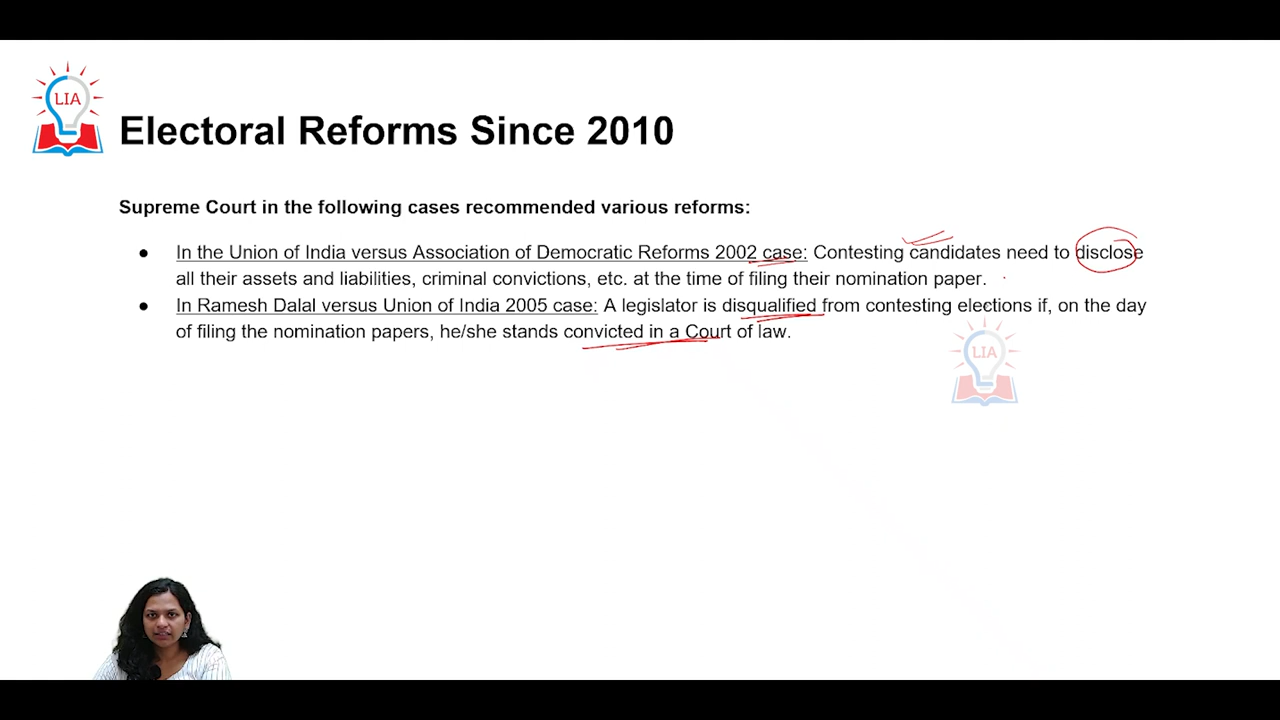 LIA
Electoral Reforms Since 2010
Supreme Court in the following cases recommended various reforms:
● In the Union of India versus Association of Democratic Reforms 2002 case: Contesting candidates need to disclose
all their assets and liabilities, criminal convictions, etc. at the time of filing their nomination paper.
● In Ramesh Dalal versus Union of India 2005 case: A legislator is disqualified from contesting elections if, on the day
of filing the nomination papers, he/she stands convicted in a Court of law.
LIA